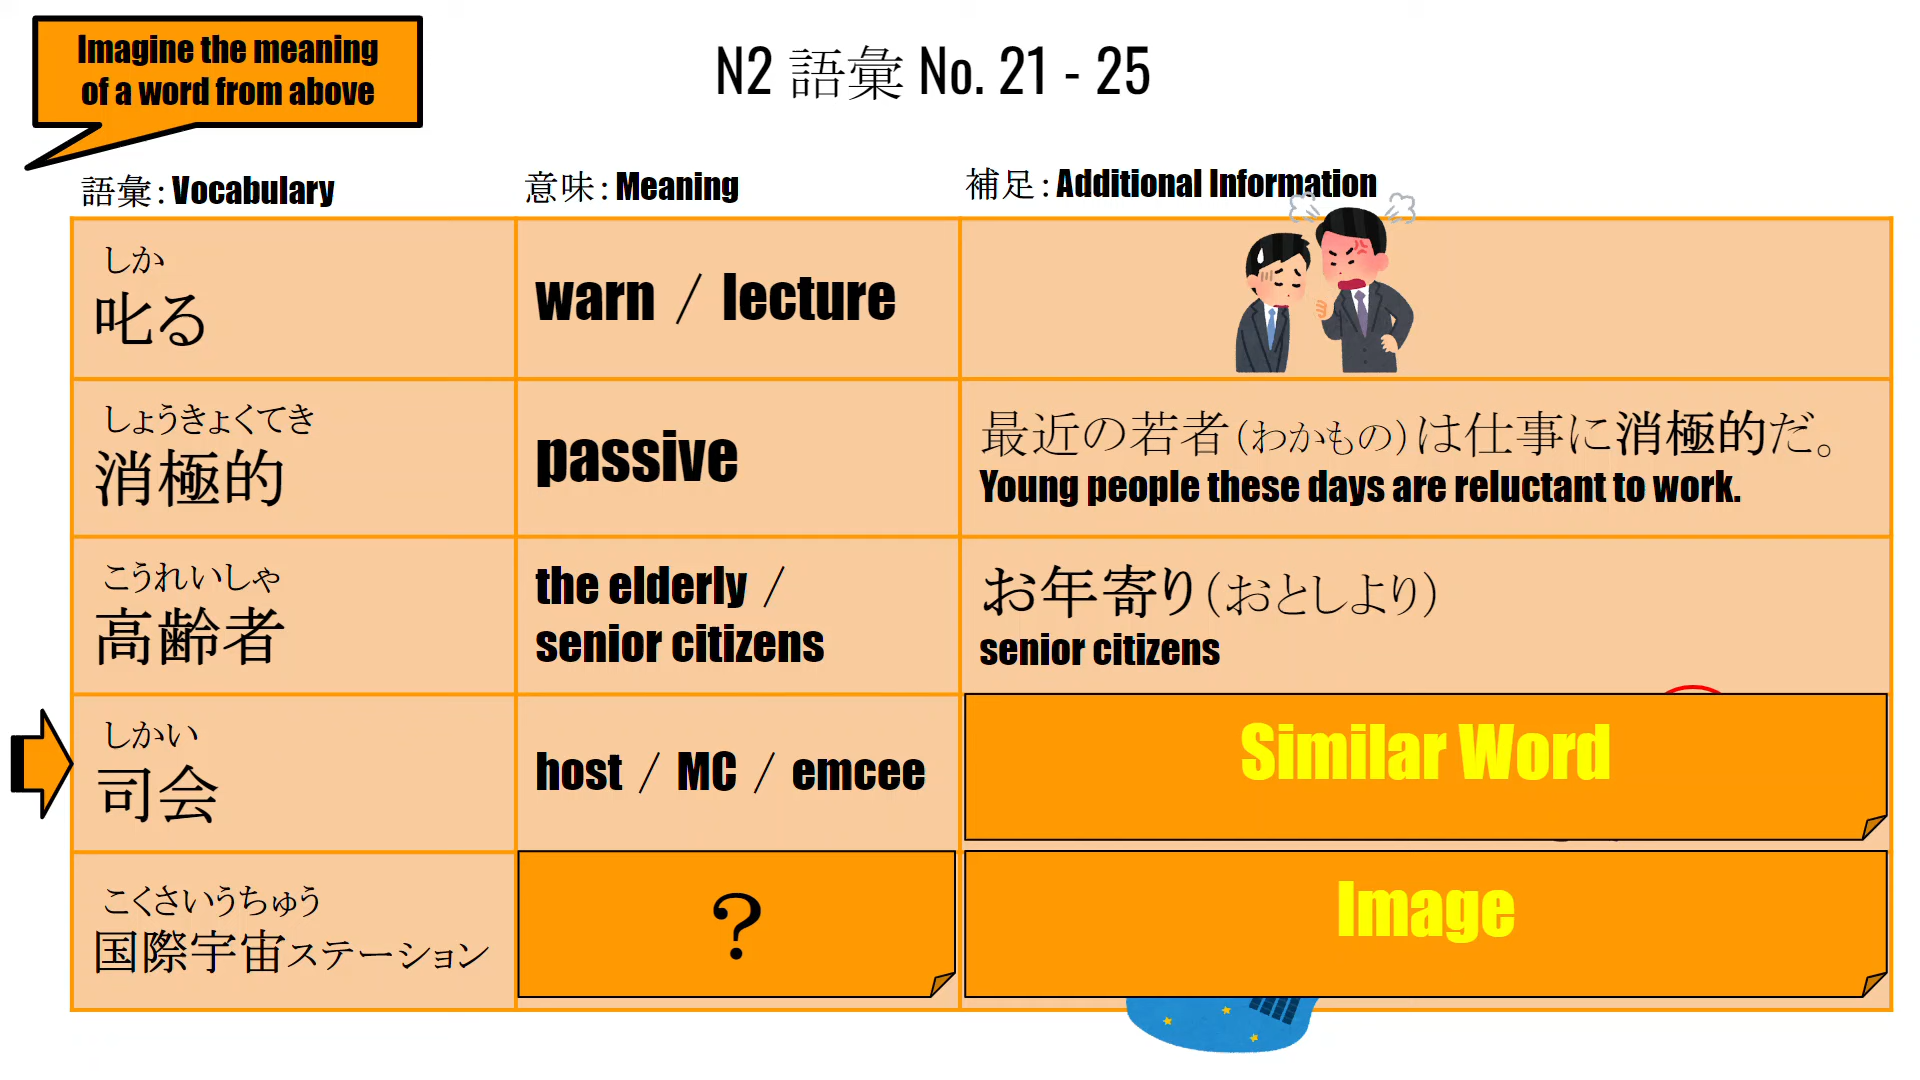 Imagine the meaning
of a word from above
N2 語彙 No. 21 - 25
語彙：Vocabulary
意味：Meaning
補足：Additional Information
しか
叱る
warn ／ lecture
しょうきょくてき
消極的
passive
最近の若者（わかもの）は仕事に消極的だ。
Young people these days are reluctant to work.
こうれいしゃ
高齢者
the elderly ／
senior citizens
お年寄り（おとしより）
senior citizens
しかい
司会
host ／ MC ／ emcee
Similar Word
こくさいうちゅう
国際宇宙ステーション
？
Image